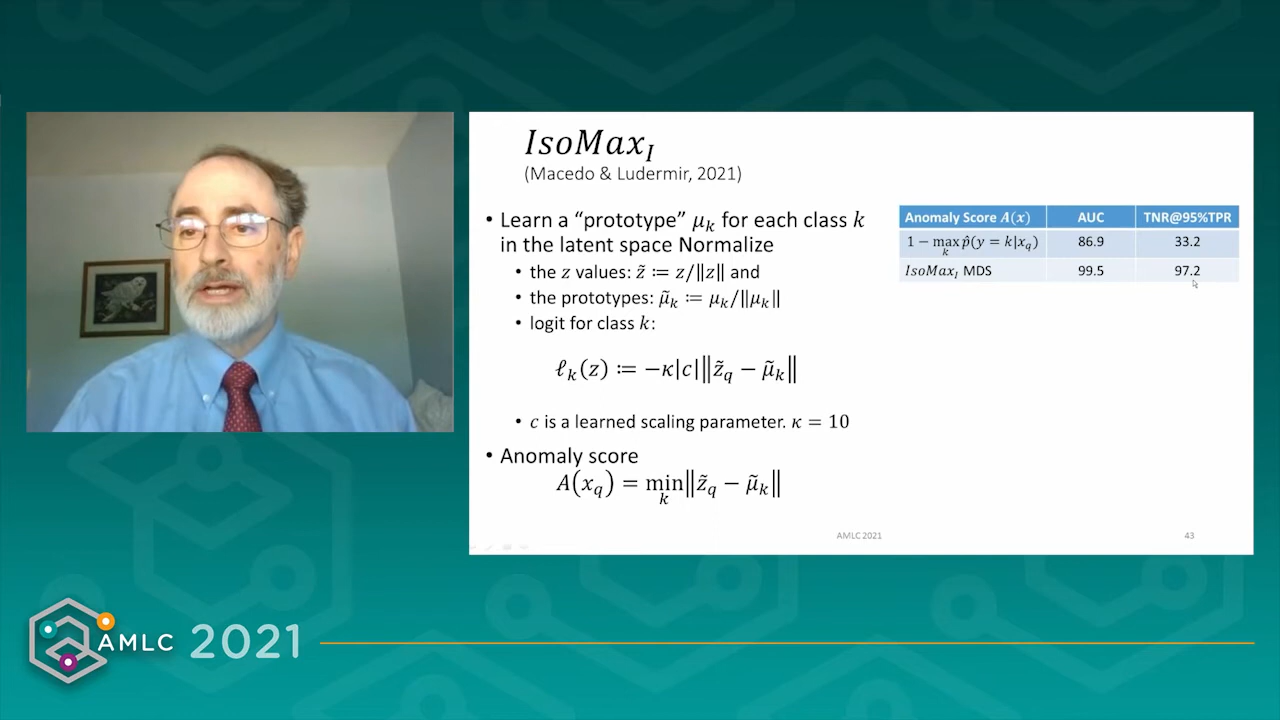 IsoMax_I
(Macedo & Ludermir, 2021)
• Learn a “prototype” μ_k for each class k
in the latent space Normalize
• the z values: z̃ ≔ z/‖z‖ and
• the prototypes: μ̃_k ≔ μ_k/‖μ_k‖
• logit for class k:
ℓ_k(z) ≔ −κ|c|‖z̃_q − μ̃_k‖
• c is a learned scaling parameter. κ = 10
• Anomaly score
A(x_q) = min_k‖z̃_q − μ̃_k‖
Anomaly Score A(x) AUC TNR@95%TPR
1 − max_k p̂(y = k|x_q) 86.9 33.2
IsoMax_I MDS 99.5 97.2
AMLC 2021 43
AMLC 2021